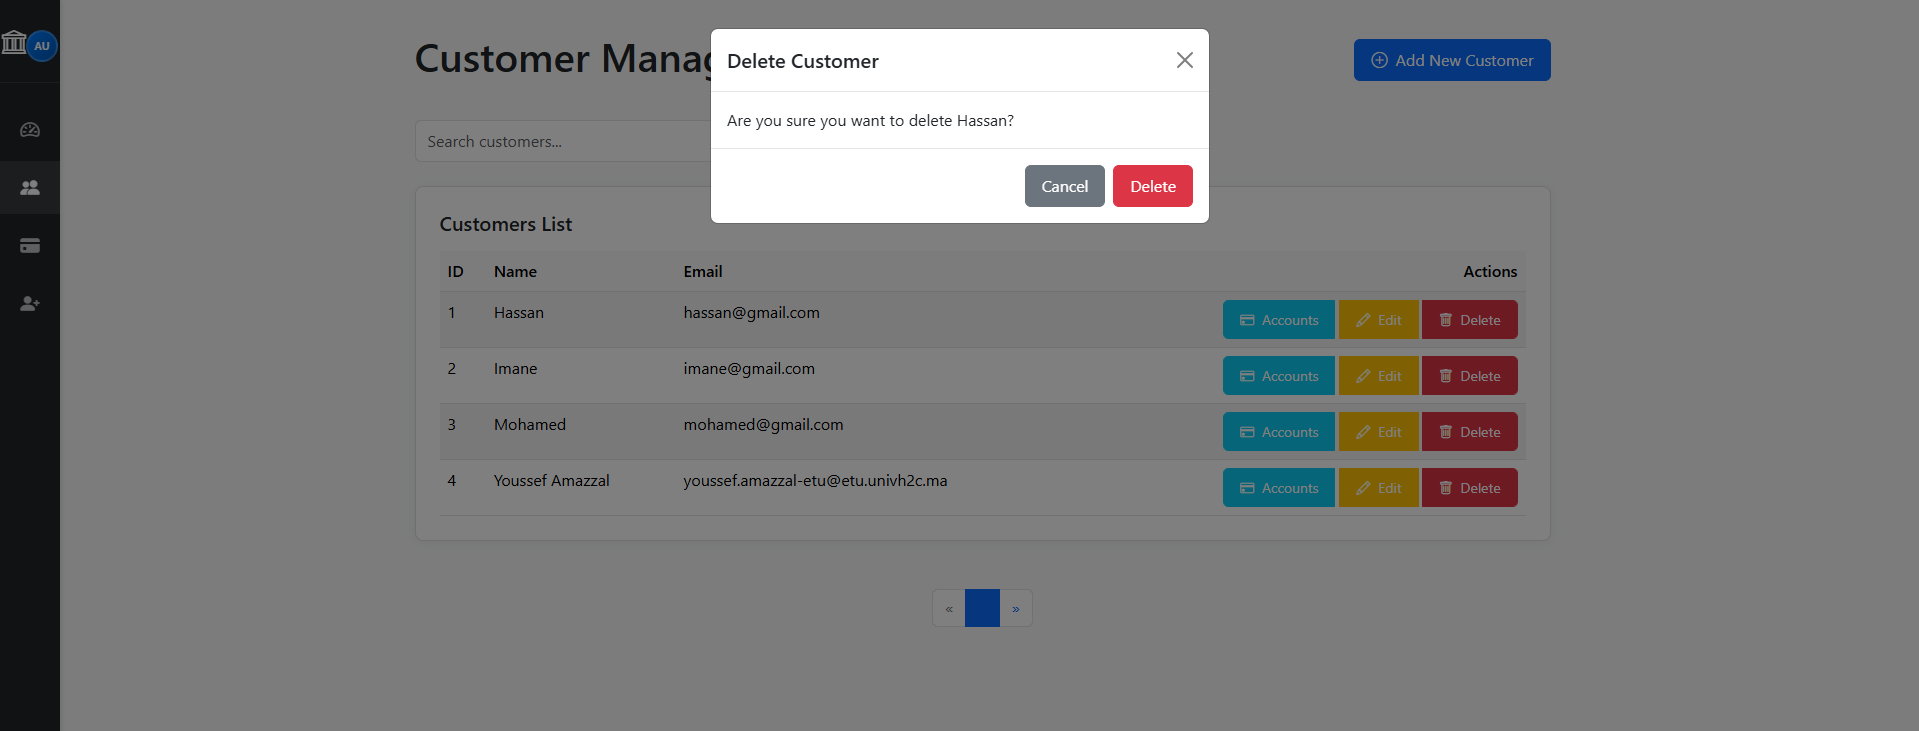 AU
Customer Manag
Add New Customer
Delete Customer
Are you sure you want to delete Hassan?
Cancel
Delete
Search customers...
Customers List
ID Name Email Actions
1 Hassan hassan@gmail.com Accounts Edit Delete
2 Imane imane@gmail.com Accounts Edit Delete
3 Mohamed mohamed@gmail.com Accounts Edit Delete
4 Youssef Amazzal youssef.amazzal-etu@etu.univh2c.ma Accounts Edit Delete
« »